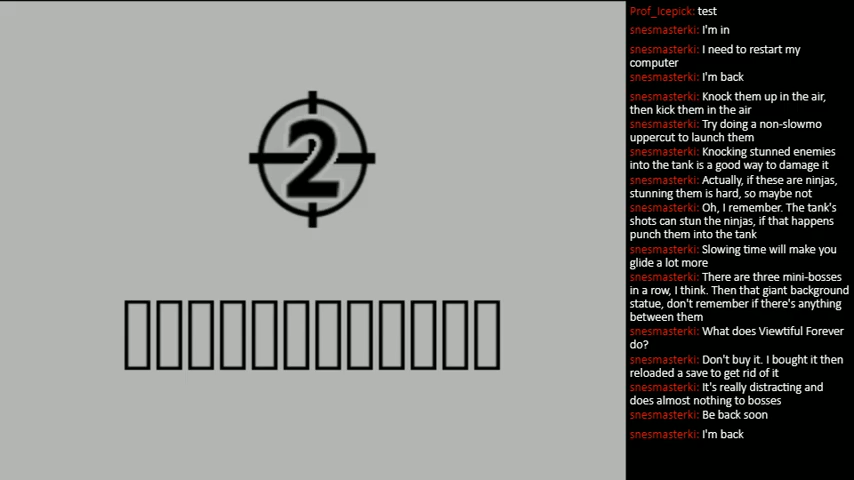 2
Prof_Icepick: test
snesmasterki: I'm in
snesmasterki: I need to restart my
computer
snesmasterki: I'm back
snesmasterki: Knock them up in the air,
then kick them in the air
snesmasterki: Try doing a non-slowmo
uppercut to launch them
snesmasterki: Knocking stunned enemies
into the tank is a good way to damage it
snesmasterki: Actually, if these are ninjas,
stunning them is hard, so maybe not
snesmasterki: Oh, I remember. The tank's
shots can stun the ninjas, if that happens
punch them into the tank
snesmasterki: Slowing time will make you
glide a lot more
snesmasterki: There are three mini-bosses
in a row, I think. Then that giant background
statue, don't remember if there's anything
between them
snesmasterki: What does Viewtiful Forever
do?
snesmasterki: Don't buy it. I bought it then
reloaded a save to get rid of it
snesmasterki: It's really distracting and
does almost nothing to bosses
snesmasterki: Be back soon
snesmasterki: I'm back